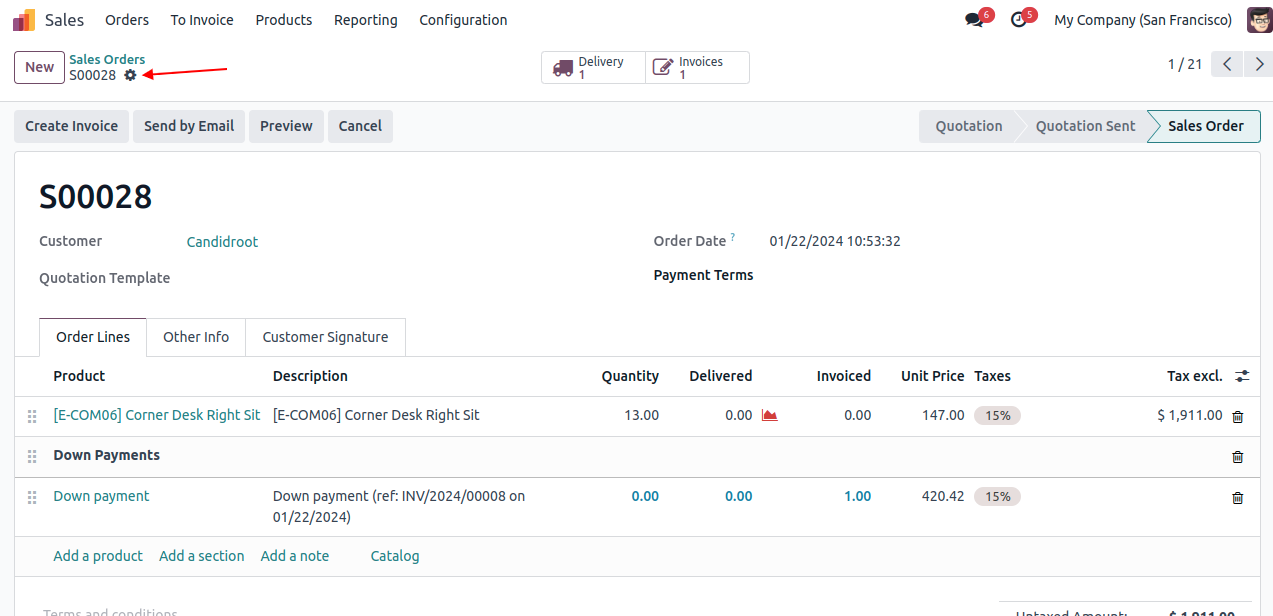 Sales Orders To Invoice Products Reporting Configuration 6 5 My Company (San Francisco)
New Sales Orders Delivery Invoices 1 / 21
S00028 1 1
Create Invoice Send by Email Preview Cancel Quotation Quotation Sent Sales Order
S00028
Customer Candidroot Order Date ? 01/22/2024 10:53:32
Quotation Template Payment Terms
Order Lines Other Info Customer Signature
Product Description Quantity Delivered Invoiced Unit Price Taxes Tax excl.
[E-COM06] Corner Desk Right Sit [E-COM06] Corner Desk Right Sit 13.00 0.00 0.00 147.00 15% $ 1,911.00
Down Payments
Down payment Down payment (ref: INV/2024/00008 on 0.00 0.00 1.00 420.42 15%
01/22/2024)
Add a product Add a section Add a note Catalog
Terms and conditions Untaxed Amount: $ 1,911.00